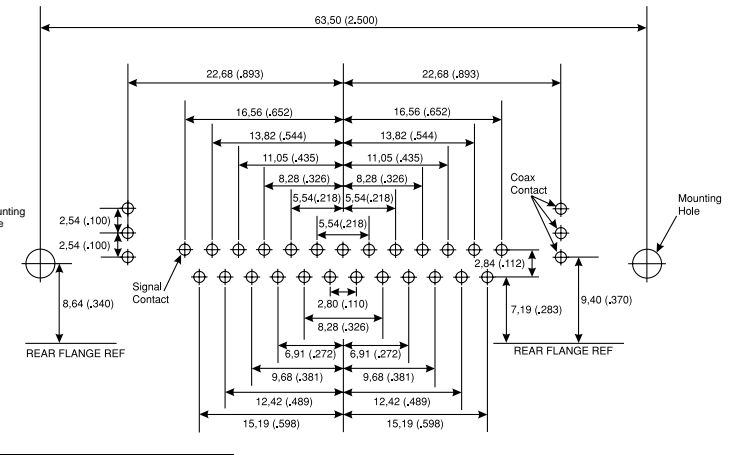 63,50 (2.500)
22,68 (.893) 22,68 (.893)
16,56 (.652) 16,56 (.652)
13,82 (.544) 13,82 (.544)
11,05 (.435) 11,05 (.435)
8,28 (.326) 8,28 (.326)
5,54(.218) 5,54(.218)
5,54(.218)
Coax
Contact
Mounting
Hole
unting
e
2,54 (.100)
2,54 (.100)
Signal
Contact
2,84 (.112)
8,64 (.340)
2,80 (.110)
7,19 (.283)
9,40 (.370)
8,28 (.326)
REAR FLANGE REF
REAR FLANGE REF
6,91 (.272) 6,91 (.272)
9,68 (.381) 9,68 (.381)
12,42 (.489) 12,42 (.489)
15,19 (.598) 15,19 (.598)